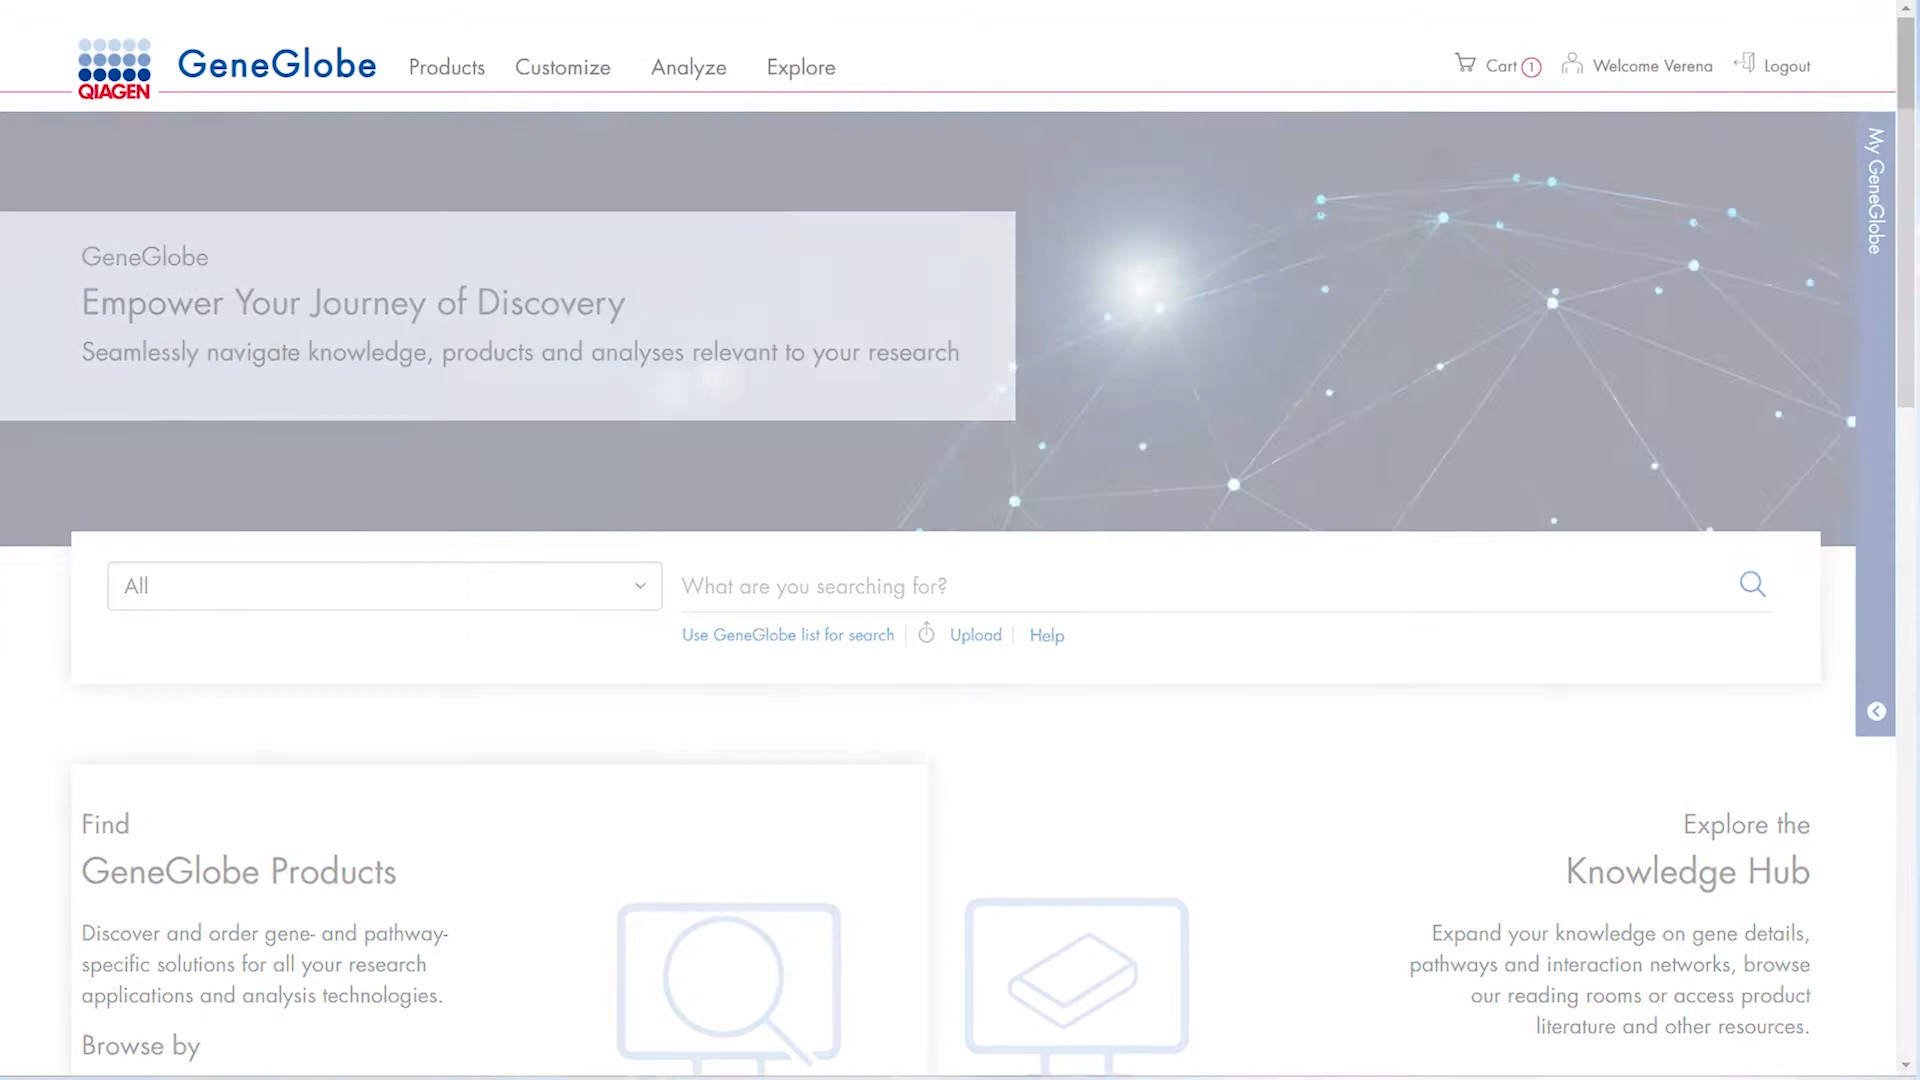 QIAGEN
GeneGlobe Products Customize Analyze Explore Cart 1 Welcome Verena Logout
My GeneGlobe
GeneGlobe
Empower Your Journey of Discovery
Seamlessly navigate knowledge, products and analyses relevant to your research
All What are you searching for?
Use GeneGlobe list for search Upload Help
Find
GeneGlobe Products
Discover and order gene- and pathway-
specific solutions for all your research
applications and analysis technologies.
Browse by
Explore the
Knowledge Hub
Expand your knowledge on gene details,
pathways and interaction networks, browse
our reading rooms or access product
literature and other resources.